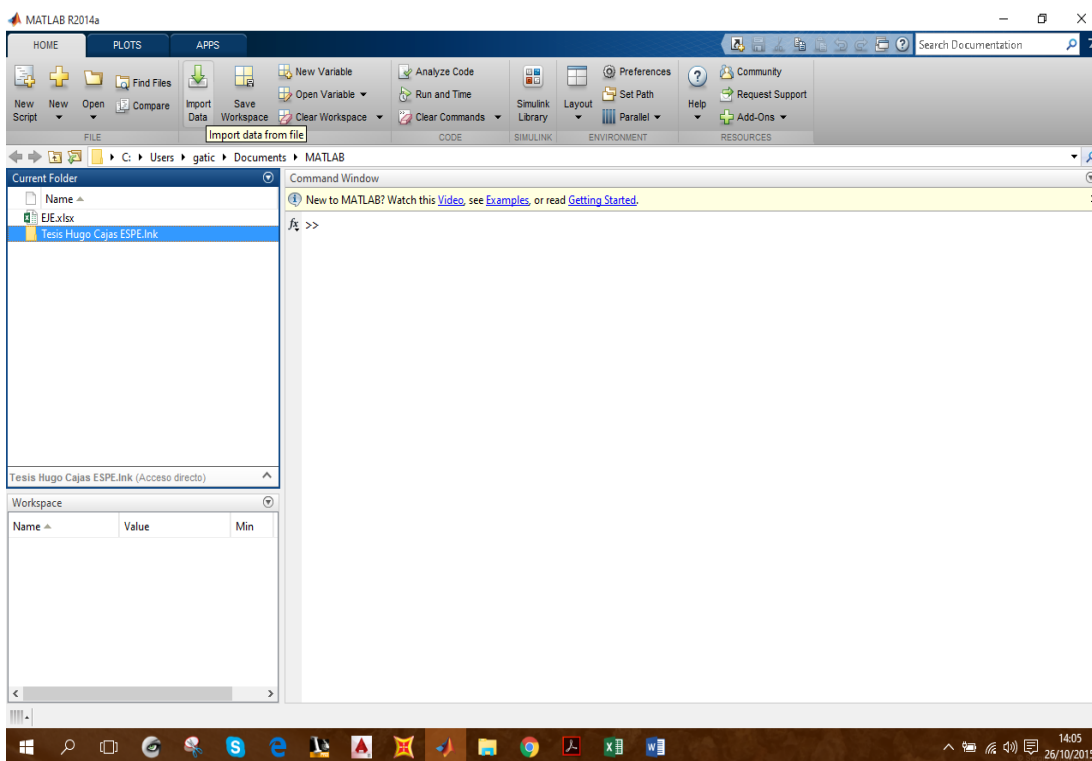 MATLAB R2014a
HOME PLOTS APPS
Search Documentation
New Script
New
Open
Find Files
Compare
Import Data
Save Workspace
New Variable
Open Variable
Clear Workspace
Analyze Code
Run and Time
Clear Commands
Simulink Library
Layout
Preferences
Set Path
Parallel
Help
Community
Request Support
Add-Ons
FILE
Import data from file
CODE
SIMULINK
ENVIRONMENT
RESOURCES
C: Users gatic Documents MATLAB
Current Folder
Name
EJE.xlsx
Tesis Hugo Cajas ESPE.lnk
Tesis Hugo Cajas ESPE.lnk (Acceso directo)
Workspace
Name Value Min
Command Window
New to MATLAB? Watch this Video, see Examples, or read Getting Started.
fx >>
14:05
26/10/2015